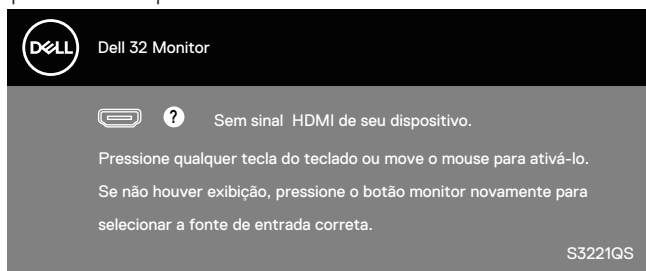 DELL
Dell 32 Monitor
? Sem sinal HDMI de seu dispositivo.
Pressione qualquer tecla do teclado ou move o mouse para ativá-lo.
Se não houver exibição, pressione o botão monitor novamente para
selecionar a fonte de entrada correta.
S3221QS